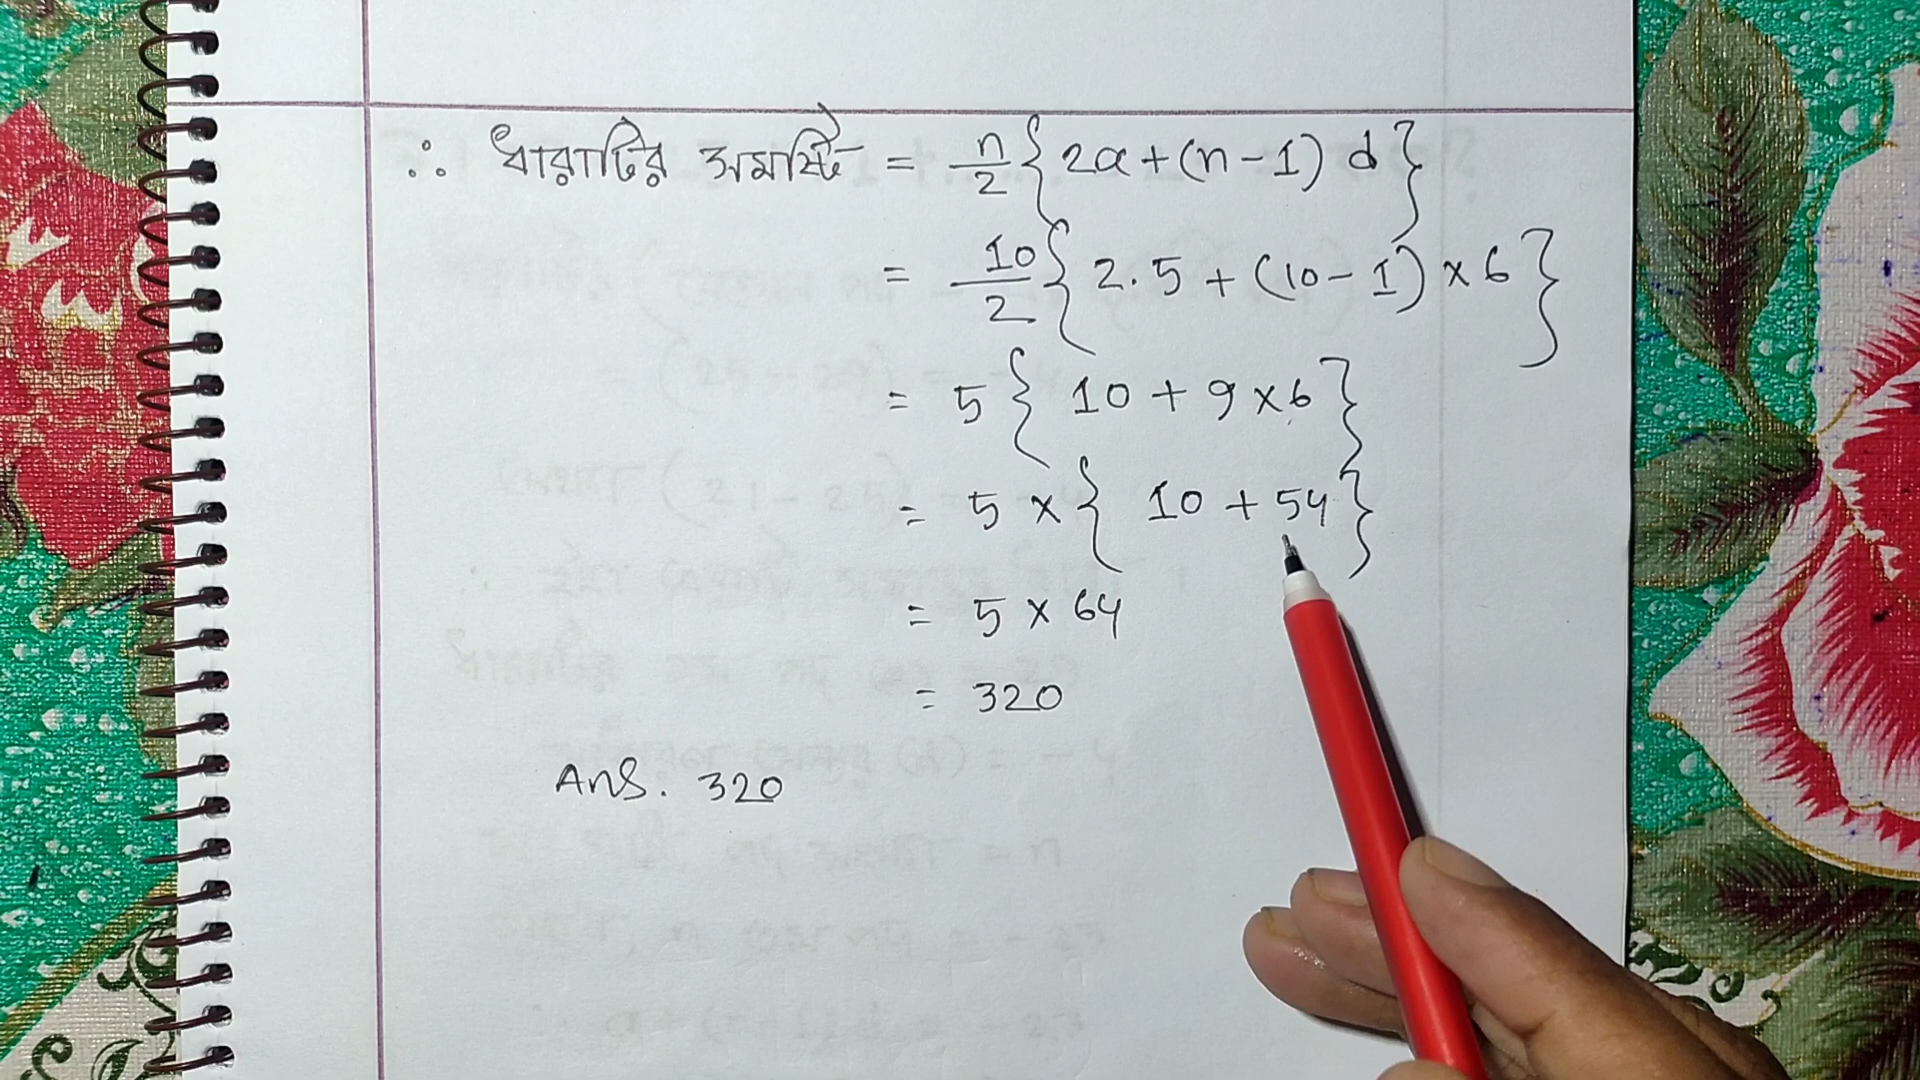 ∴ ধারাটির সমষ্টি = n/2 {2a + (n - 1) d}
= 10/2 {2.5 + (10 - 1) × 6}
= 5 {10 + 9 × 6}
= 5 × {10 + 54}
= 5 × 64
= 320
Ans. 320